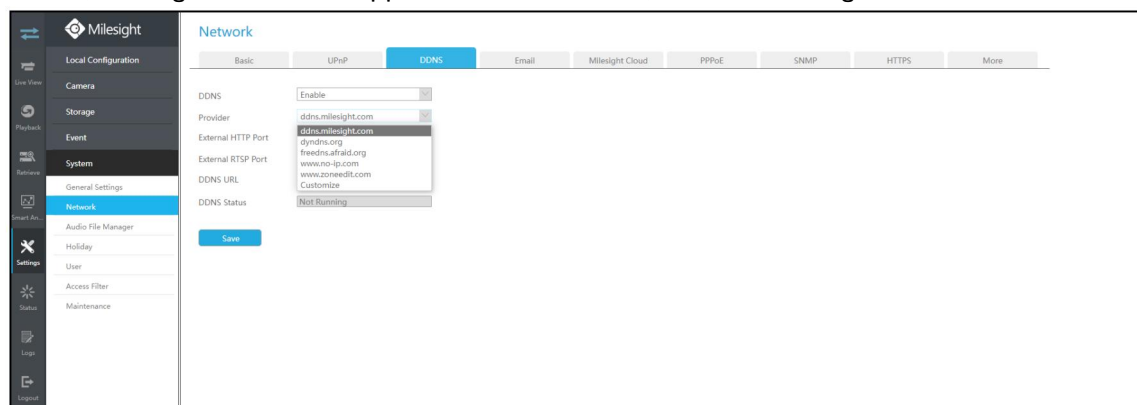 Milesight
Live View
Playback
Retrieve
Smart An...
Settings
Status
Logs
Logout
Local Configuration
Camera
Storage
Event
System
General Settings
Network
Audio File Manager
Holiday
User
Access Filter
Maintenance
Network
Basic UPnP DDNS Email Milesight Cloud PPPoE SNMP HTTPS More
DDNS Enable
Provider ddns.milesight.com
ddns.milesight.com
External HTTP Port dyndns.org
freedns.afraid.org
External RTSP Port www.no-ip.com
www.zoneedit.com
DDNS URL Customize
DDNS Status Not Running
Save